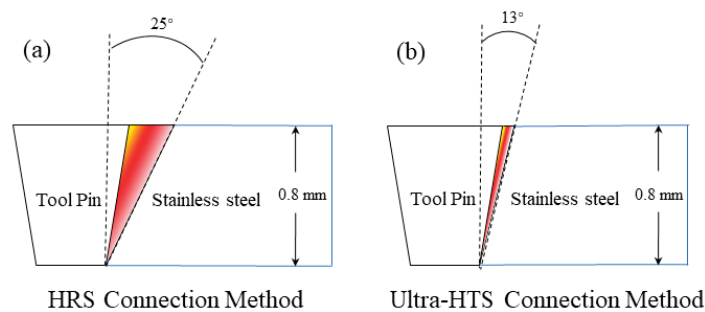 (a)
25°
Tool Pin
Stainless steel
0.8 mm
HRS Connection Method
(b)
13°
Tool Pin
Stainless steel
0.8 mm
Ultra-HTS Connection Method